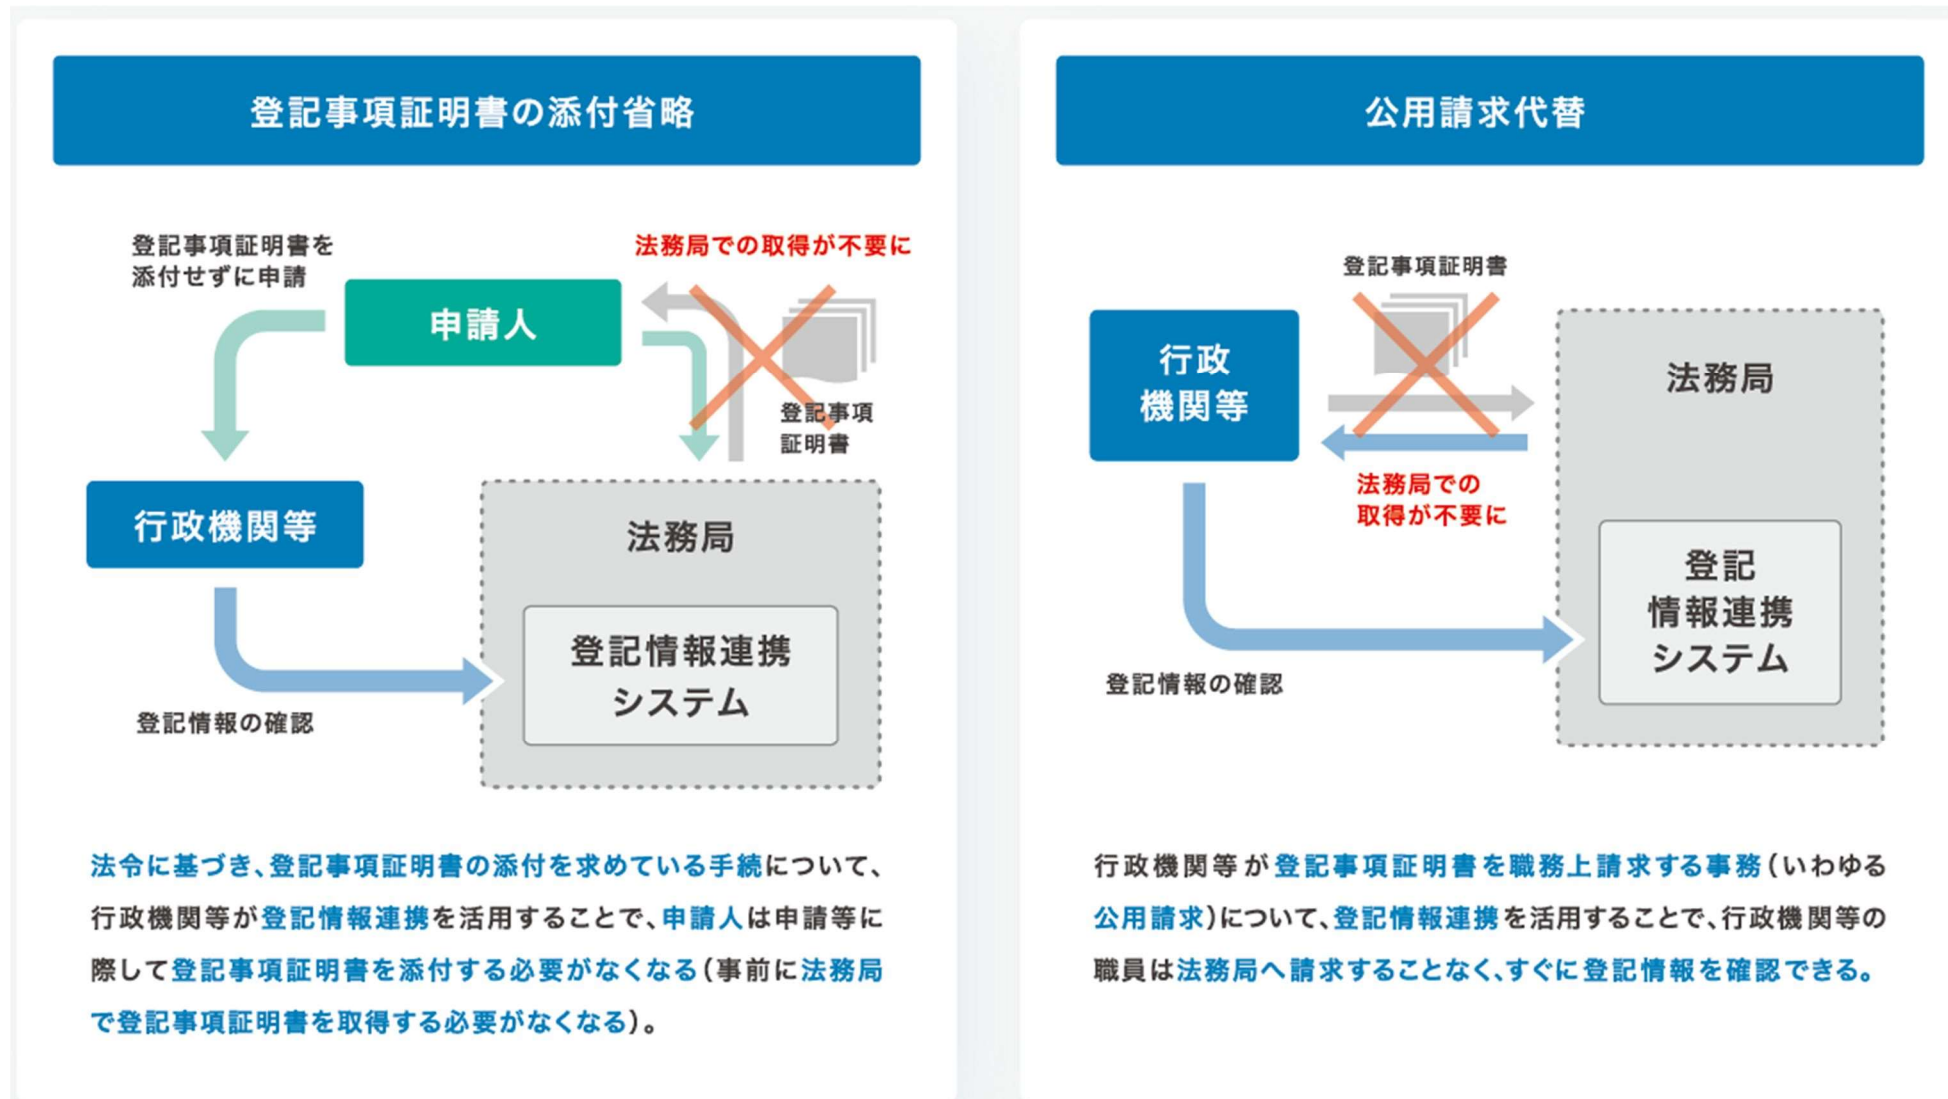 登記事項証明書の添付省略
登記事項証明書を
添付せずに申請
法務局での取得が不要に
申請人
登記事項
証明書
行政機関等
法務局
登記情報連携
システム
登記情報の確認
法令に基づき、登記事項証明書の添付を求めている手続について、
行政機関等が登記情報連携を活用することで、申請人は申請等に
際して登記事項証明書を添付する必要がなくなる（事前に法務局
で登記事項証明書を取得する必要がなくなる）。
公用請求代替
登記事項証明書
行政
機関等
法務局
法務局での
取得が不要に
登記
情報連携
システム
登記情報の確認
行政機関等が登記事項証明書を職務上請求する事務（いわゆる
公用請求）について、登記情報連携を活用することで、行政機関等の
職員は法務局へ請求することなく、すぐに登記情報を確認できる。